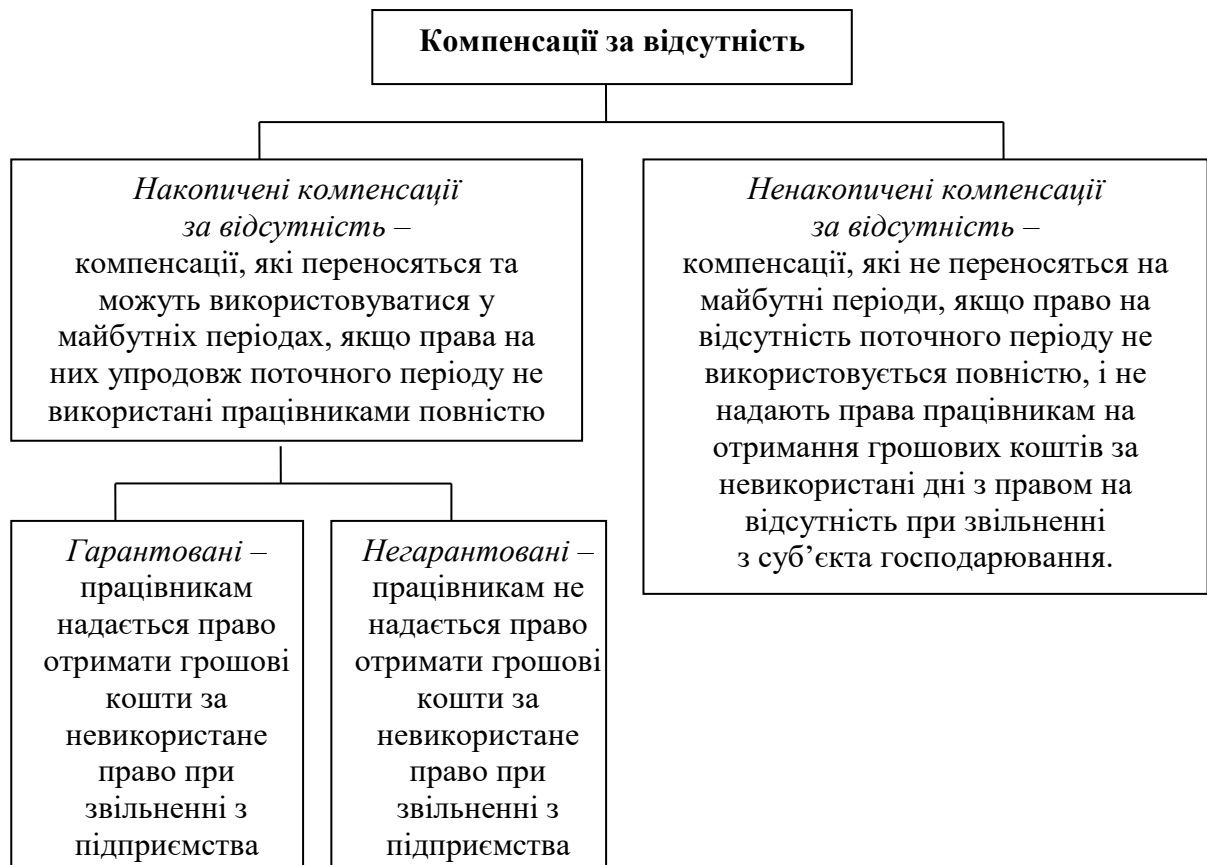 Компенсації за відсутність
Накопичені компенсації
за відсутність –
компенсації, які переносяться та
можуть використовуватися у
майбутніх періодах, якщо права на
них упродовж поточного періоду не
використані працівниками повністю
Ненакопичені компенсації
за відсутність –
компенсації, які не переносяться на
майбутні періоди, якщо право на
відсутність поточного періоду не
використовується повністю, і не
надають права працівникам на
отримання грошових коштів за
невикористані дні з правом на
відсутність при звільненні
з суб’єкта господарювання.
Гарантовані –
працівникам
надається право
отримати грошові
кошти за
невикористане
право при
звільненні з
підприємства
Негарантовані –
працівникам не
надається право
отримати грошові
кошти за
невикористане
право при
звільненні з
підприємства